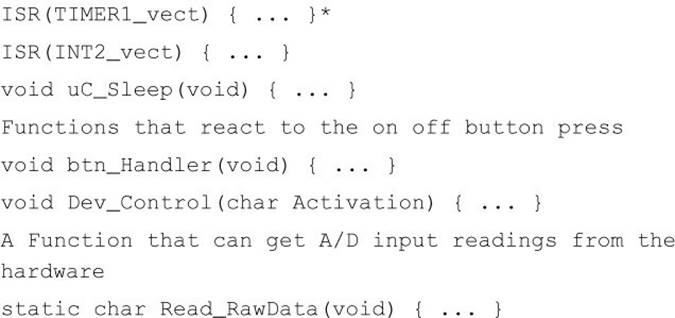 ISR(TIMER1_vect) { ... }*
ISR(INT2_vect) { ... }
void uC_Sleep(void) { ... }
Functions that react to the on off button press
void btn_Handler(void) { ... }
void Dev_Control(char Activation) { ... }
A Function that can get A/D input readings from the
hardware
static char Read_RawData(void) { ... }